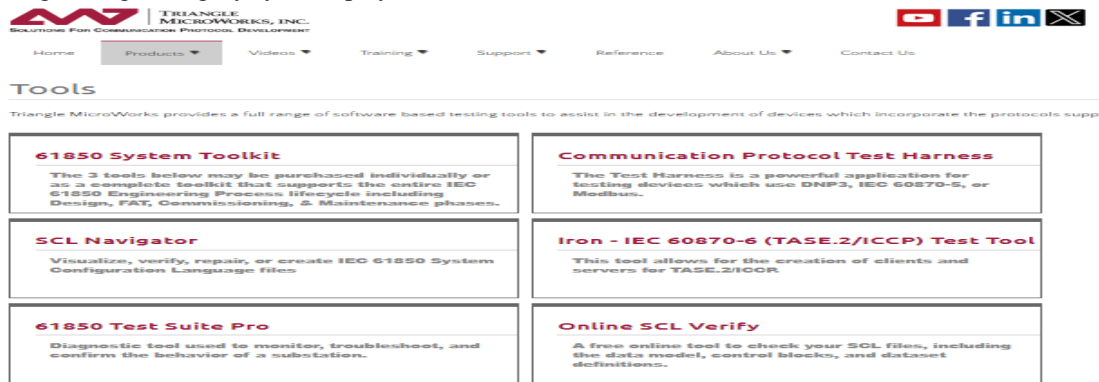 TRIANGLE
MICROWORKS, INC.
SOLUTIONS FOR COMMUNICATION PROTOCOL DEVELOPMENT
Home Products Videos Training Support Reference About Us Contact Us
Tools
Triangle MicroWorks provides a full range of software based testing tools to assist in the development of devices which incorporate the protocols supp
61850 System Toolkit
The 3 tools below may be purchased individually or
as a complete toolkit that supports the entire IEC
61850 Engineering Process lifecycle including
Design, FAT, Commissioning, & Maintenance phases.
Communication Protocol Test Harness
The Test Harness is a powerful application for
testing devices which use DNP3, IEC 60870-5, or
Modbus.
SCL Navigator
Visualize, verify, repair, or create IEC 61850 System
Configuration Language files
Iron - IEC 60870-6 (TASE.2/ICCP) Test Tool
This tool allows for the creation of clients and
servers for TASE.2/ICCP.
61850 Test Suite Pro
Diagnostic tool used to monitor, troubleshoot, and
confirm the behavior of a substation.
Online SCL Verify
A free online tool to check your SCL files, including
the data model, control blocks, and dataset
definitions.